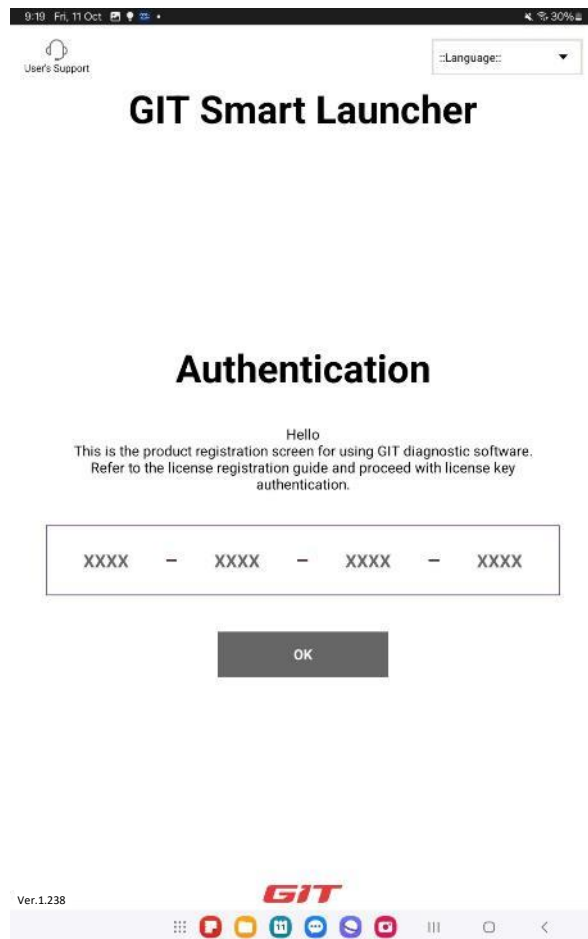 9:19 Fri, 11 Oct
30%
User's Support
::Language::
GIT Smart Launcher
Authentication
Hello
This is the product registration screen for using GIT diagnostic software.
Refer to the license registration guide and proceed with license key
authentication.
XXXX – XXXX – XXXX – XXXX
OK
Ver.1.238
GIT
11